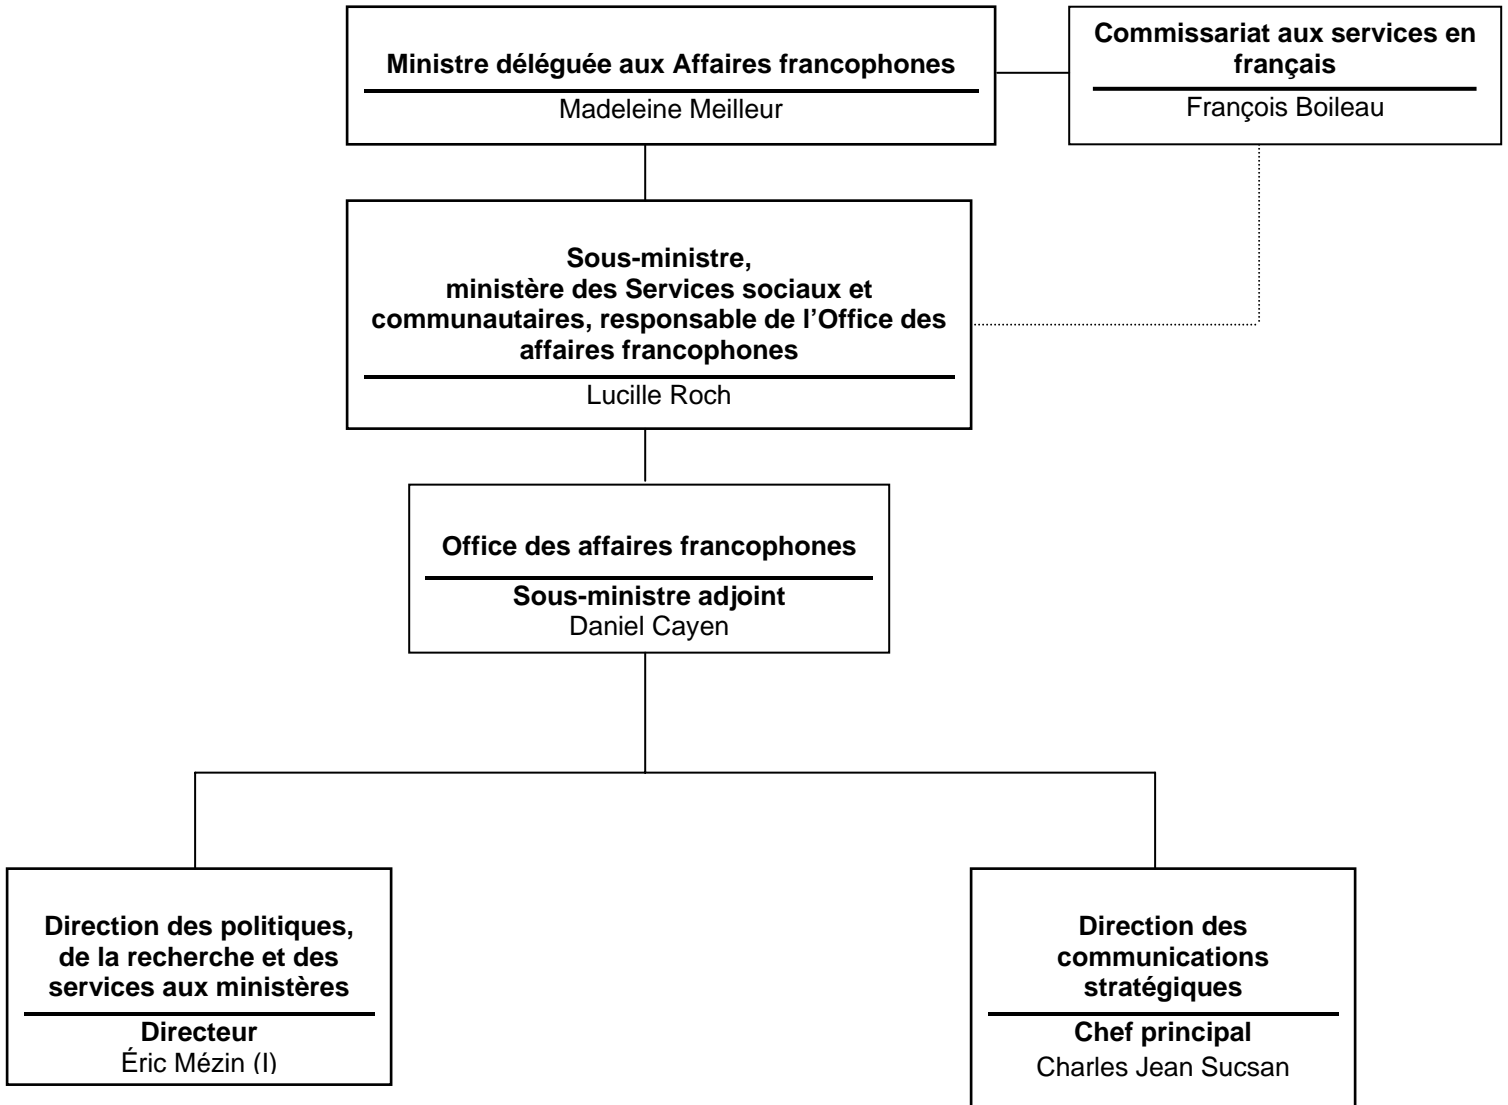 Ministre déléguée aux Affaires francophones
Madeleine Meilleur
Commissariat aux services en
français
François Boileau
Sous-ministre,
ministère des Services sociaux et
communautaires, responsable de l’Office des
affaires francophones
Lucille Roch
Office des affaires francophones
Sous-ministre adjoint
Daniel Cayen
Direction des politiques,
de la recherche et des
services aux ministères
Directeur
Éric Mézin (I)
Direction des
communications
stratégiques
Chef principal
Charles Jean Sucsan